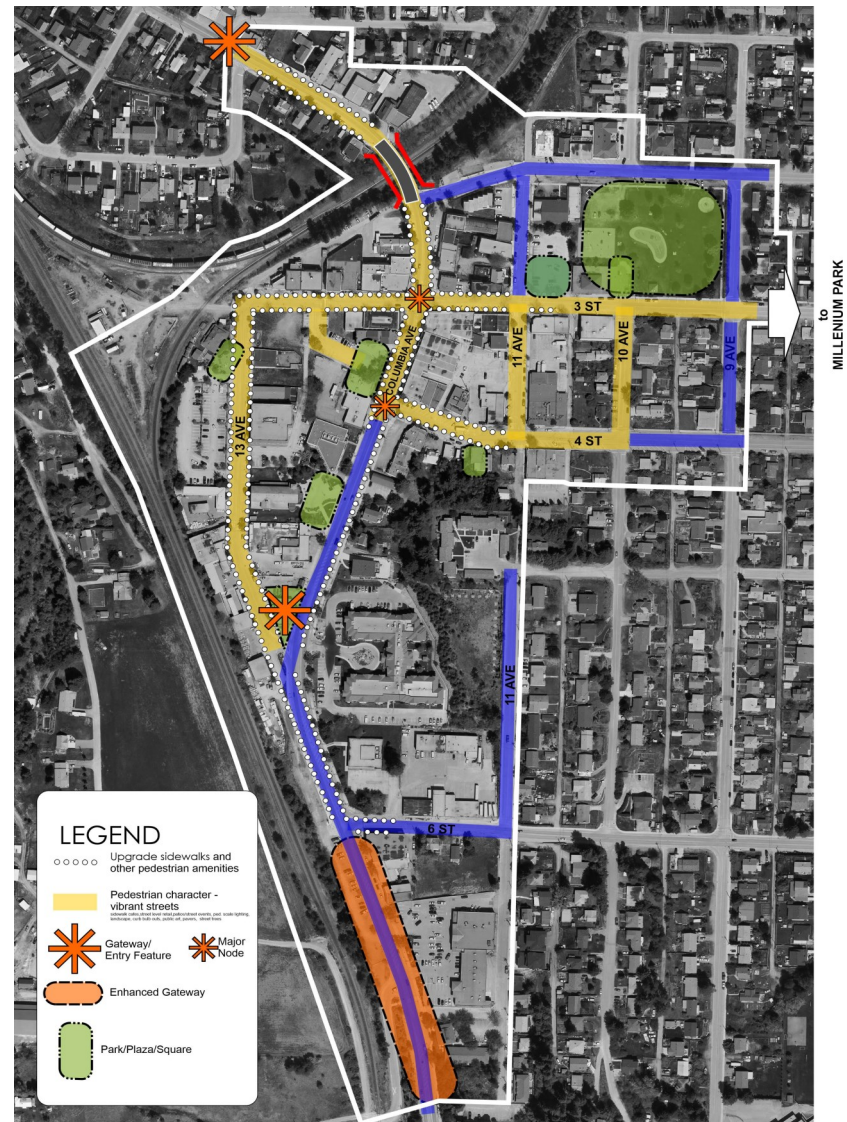 to
MILLENIUM PARK
3 ST
11 AVE
10 AVE
9 AVE
COLUMBIA AVE
13 AVE
4 ST
11 AVE
6 ST
LEGEND
Upgrade sidewalks and
other pedestrian amenities
Pedestrian character -
vibrant streets
Gateway/
Entry Feature
Major
Node
Enhanced Gateway
Park/Plaza/Square